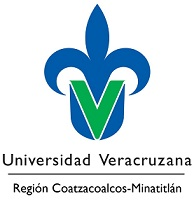 Universidad Veracruzana
Región Coatzacoalcos-Minatitlán